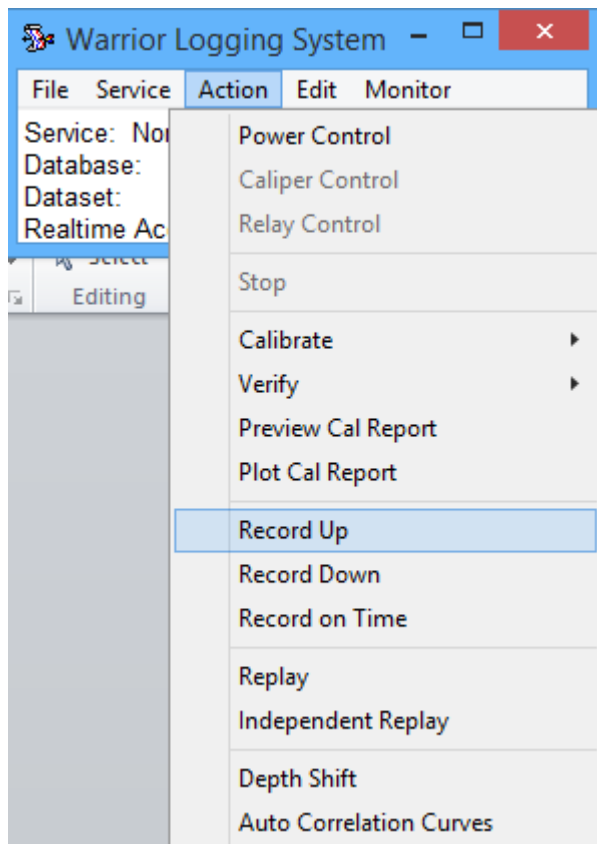 Warrior Logging System
File Service Action Edit Monitor
Service:
Database:
Dataset:
Realtime
Editing
Power Control
Caliper Control
Relay Control
Stop
Calibrate
Verify
Preview Cal Report
Plot Cal Report
Record Up
Record Down
Record on Time
Replay
Independent Replay
Depth Shift
Auto Correlation Curves